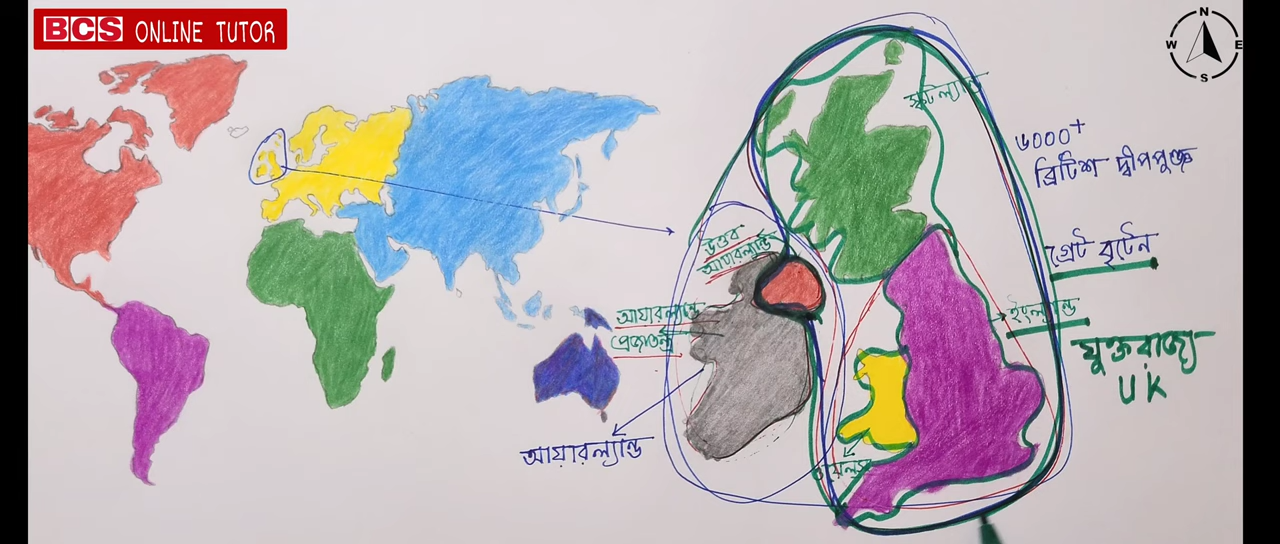 BCS ONLINE TUTOR
N
W E
S
স্কটল্যান্ড
৬000+
ব্রিটিশ দ্বীপপুঞ্জ
উত্তর
আয়ারল্যান্ড
গ্রেট বৃটেন
আয়ারল্যান্ড
প্রজাতন্ত্রী
ইংল্যান্ড
যুক্তরাজ্য
UK
আয়ারল্যান্ড
ওয়েলস